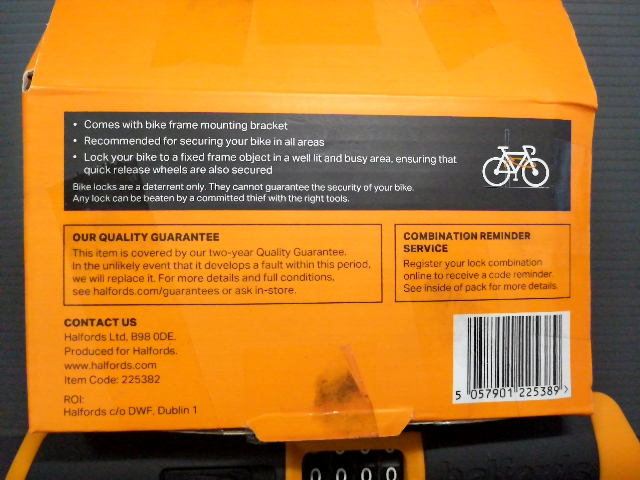 • Comes with bike frame mounting bracket
• Recommended for securing your bike in all areas
• Lock your bike to a fixed frame object in a well lit and busy area, ensuring that
quick release wheels are also secured
Bike locks are a deterrent only. They cannot guarantee the security of your bike.
Any lock can be beaten by a committed thief with the right tools.
OUR QUALITY GUARANTEE
This item is covered by our two-year Quality Guarantee.
In the unlikely event that it develops a fault within this period,
we will replace it. For more details and full conditions,
see halfords.com/guarantees or ask in-store.
COMBINATION REMINDER
SERVICE
Register your lock combination
online to receive a code reminder.
See inside of pack for more details.
CONTACT US
Halfords Ltd, B98 0DE.
Produced for Halfords.
www.halfords.com
Item Code: 225382
ROI:
Halfords c/o DWF, Dublin 1
5 057901 225389 >
0 0 0 0
halfords